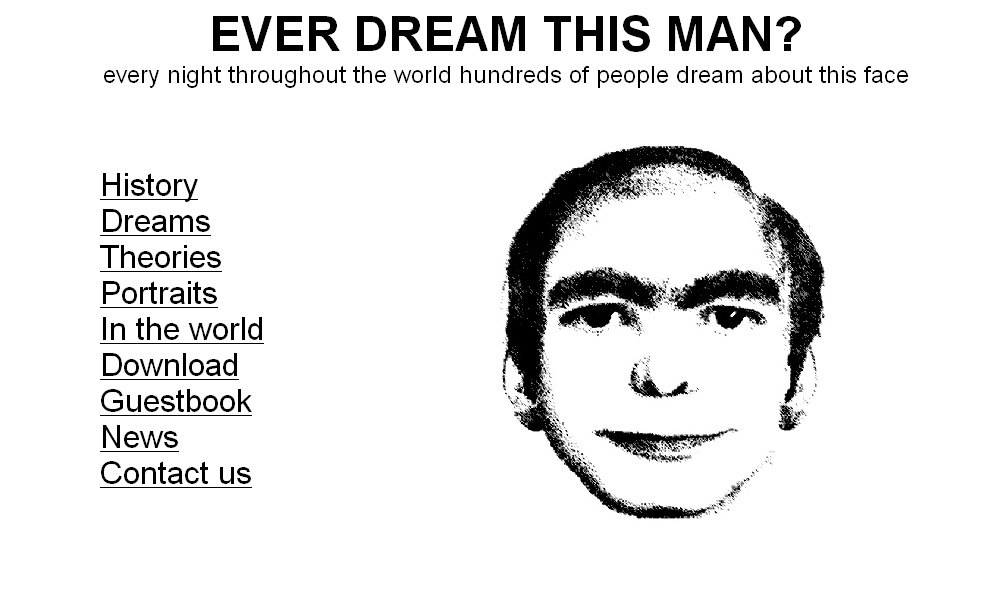 EVER DREAM THIS MAN?
every night throughout the world hundreds of people dream about this face
History
Dreams
Theories
Portraits
In the world
Download
Guestbook
News
Contact us